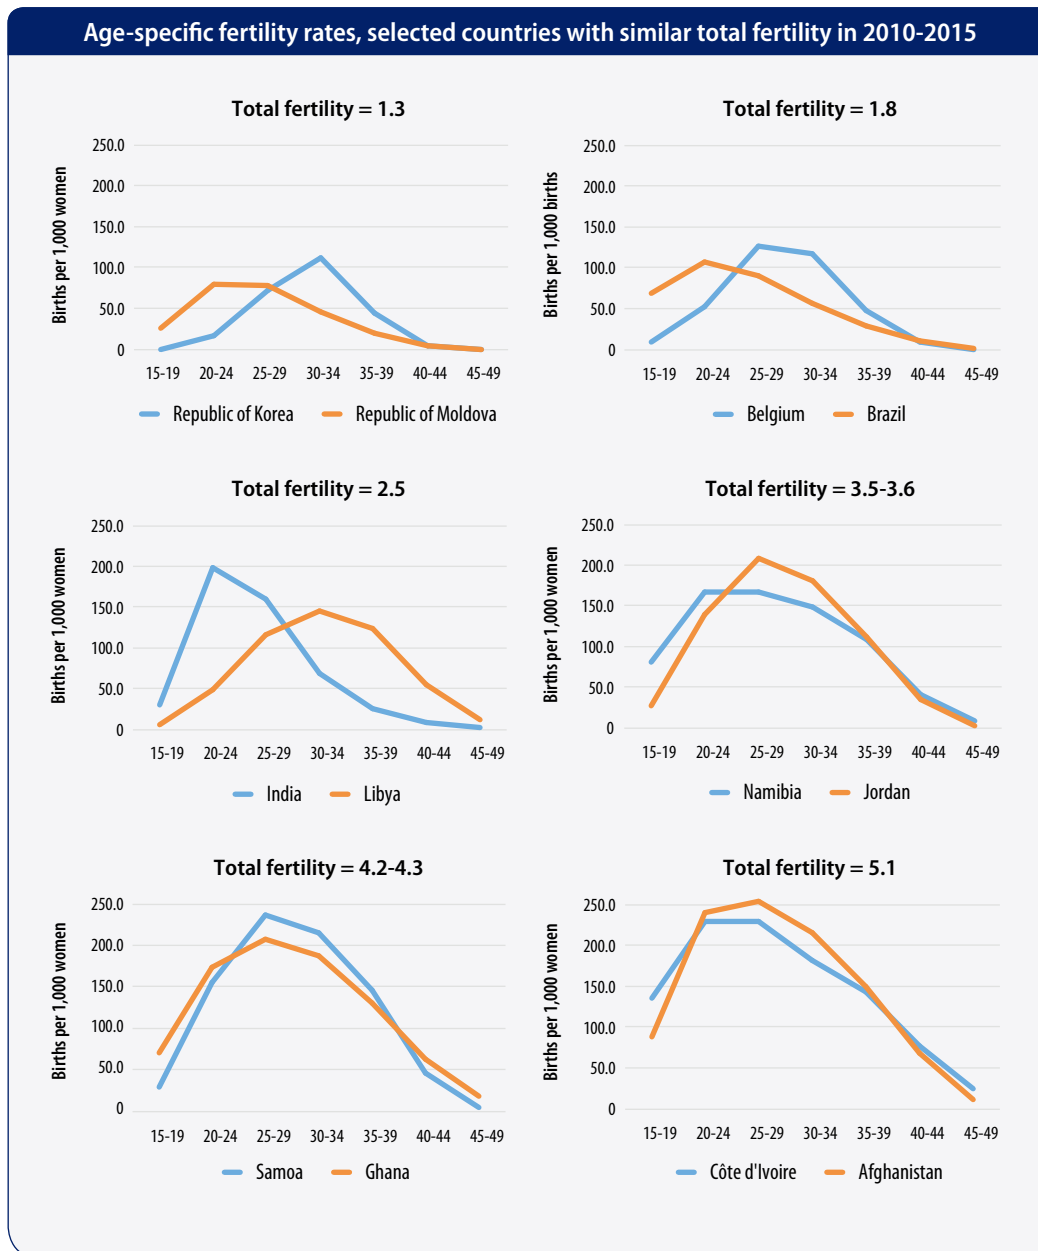 Age-specific fertility rates, selected countries with similar total fertility in 2010-2015
Total fertility = 1.3
Births per 1,000 women
250.0
200.0
150.0
100.0
50.0
0
15-19 20-24 25-29 30-34 35-39 40-44 45-49
Republic of Korea Republic of Moldova
Total fertility = 1.8
Births per 1,000 births
250.0
200.0
150.0
100.0
50.0
0
15-19 20-24 25-29 30-34 35-39 40-44 45-49
Belgium Brazil
Total fertility = 2.5
Births per 1,000 women
250.0
200.0
150.0
100.0
50.0
0
15-19 20-24 25-29 30-34 35-39 40-44 45-49
India Libya
Total fertility = 3.5-3.6
Births per 1,000 women
250.0
200.0
150.0
100.0
50.0
0
15-19 20-24 25-29 30-34 35-39 40-44 45-49
Namibia Jordan
Total fertility = 4.2-4.3
Births per 1,000 women
250.0
200.0
150.0
100.0
50.0
0
15-19 20-24 25-29 30-34 35-39 40-44 45-49
Samoa Ghana
Total fertility = 5.1
Births per 1,000 women
250.0
200.0
150.0
100.0
50.0
0
15-19 20-24 25-29 30-34 35-39 40-44 45-49
Côte d'Ivoire Afghanistan